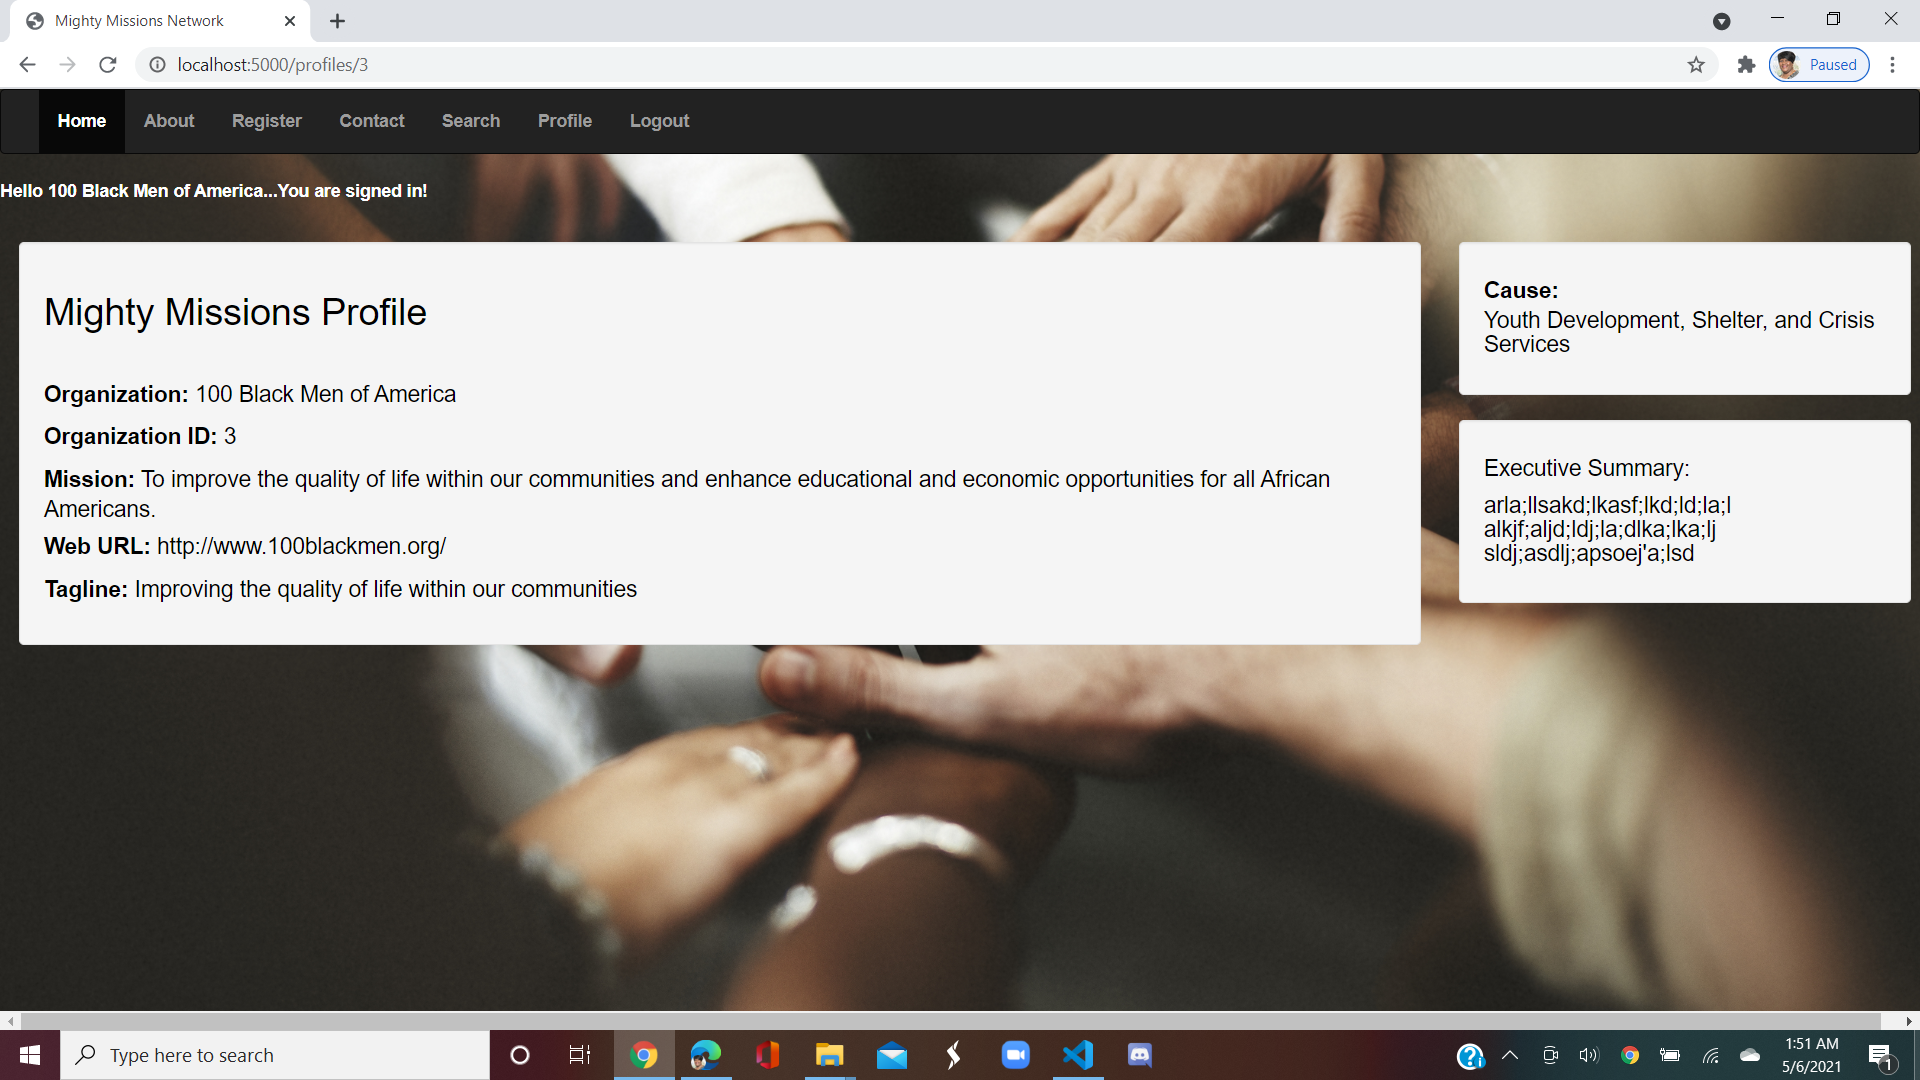 Mighty Missions Network
localhost:5000/profiles/3
Paused
Home About Register Contact Search Profile Logout
Hello 100 Black Men of America...You are signed in!
Mighty Missions Profile
Organization: 100 Black Men of America
Organization ID: 3
Mission: To improve the quality of life within our communities and enhance educational and economic opportunities for all African
Americans.
Web URL: http://www.100blackmen.org/
Tagline: Improving the quality of life within our communities
Cause:
Youth Development, Shelter, and Crisis
Services
Executive Summary:
arla;llsakd;lkasf;lkd;ld;la;l
alkjf;aljd;ldj;la;dlka;lka;lj
sldj;asdlj;apsoej'a;lsd
Type here to search
1:51 AM
5/6/2021
1